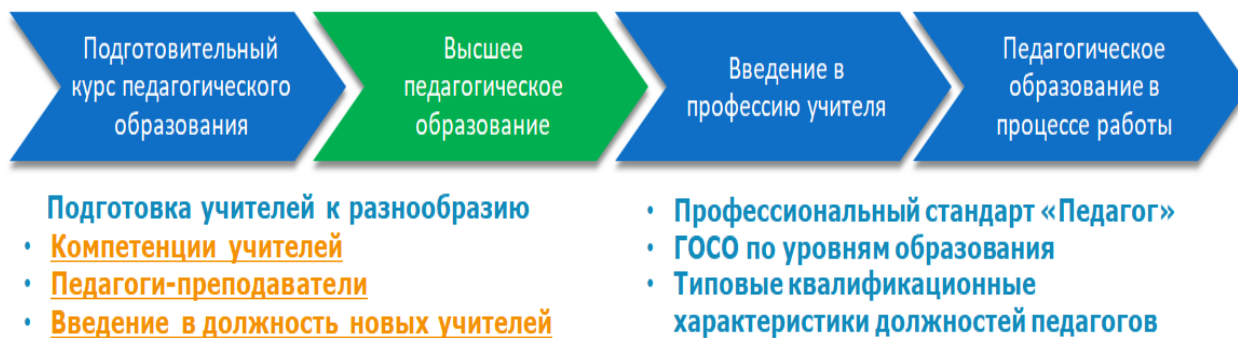 Подготовительный
курс педагогического
образования
Высшее
педагогическое
образование
Введение в
профессию учителя
Педагогическое
образование в
процессе работы
Подготовка учителей к разнообразию
• Компетенции учителей
• Педагоги-преподаватели
• Введение в должность новых учителей
• Профессиональный стандарт «Педагог»
• ГОСО по уровням образования
• Типовые квалификационные
характеристики должностей педагогов